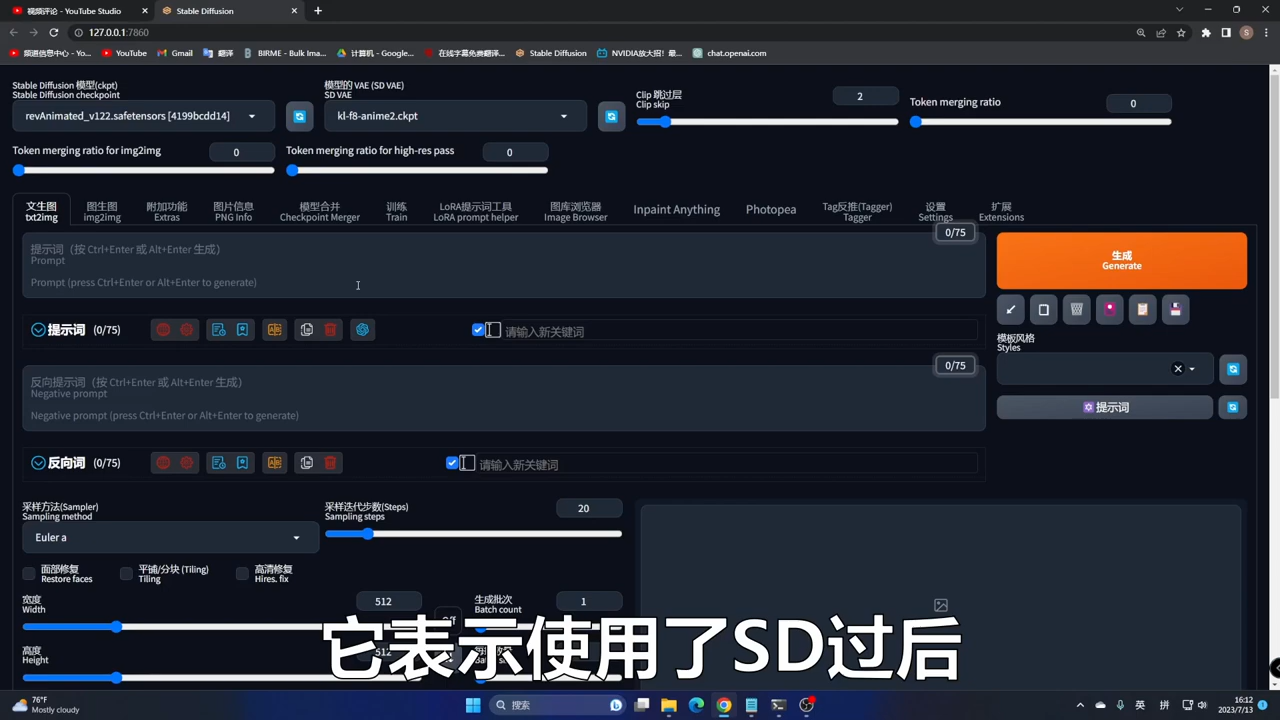 视频评论 - YouTube Studio
Stable Diffusion
127.0.0.1:7860
频道信息中心 - Yo...
YouTube
Gmail
翻译
BIRME - Bulk Ima...
计算机 - Google...
在线字幕免费翻译...
Stable Diffusion
NVIDIA放大招！最...
chat.openai.com
Stable Diffusion 模型(ckpt)
Stable Diffusion checkpoint
revAnimated_v122.safetensors [4199bcdd14]
模型的 VAE (SD VAE)
SD VAE
kl-f8-anime2.ckpt
Clip 跳过层
Clip skip
2
Token merging ratio
0
Token merging ratio for img2img
0
Token merging ratio for high-res pass
0
文生图
txt2img
图生图
img2img
附加功能
Extras
图片信息
PNG Info
模型合并
Checkpoint Merger
训练
Train
LoRA提示词工具
LoRA prompt helper
图库浏览器
Image Browser
Inpaint Anything
Photopea
Tag反推(Tagger)
Tagger
设置
Settings
扩展
Extensions
0/75
提示词（按 Ctrl+Enter 或 Alt+Enter 生成）
Prompt
Prompt (press Ctrl+Enter or Alt+Enter to generate)
生成
Generate
提示词 (0/75)
请输入新关键词
模板风格
Styles
0/75
反向提示词（按 Ctrl+Enter 或 Alt+Enter 生成）
Negative prompt
Negative prompt (press Ctrl+Enter or Alt+Enter to generate)
提示词
反向词 (0/75)
请输入新关键词
采样方法(Sampler)
Sampling method
Euler a
采样迭代步数(Steps)
Sampling steps
20
面部修复
Restore faces
平铺/分块 (Tiling)
Tiling
高清修复
Hires. fix
宽度
Width
512
生成批次
Batch count
1
高度
Height
512
它表示使用了SD过后
76°F
Mostly cloudy
搜索
英
拼
16:12
2023/7/13